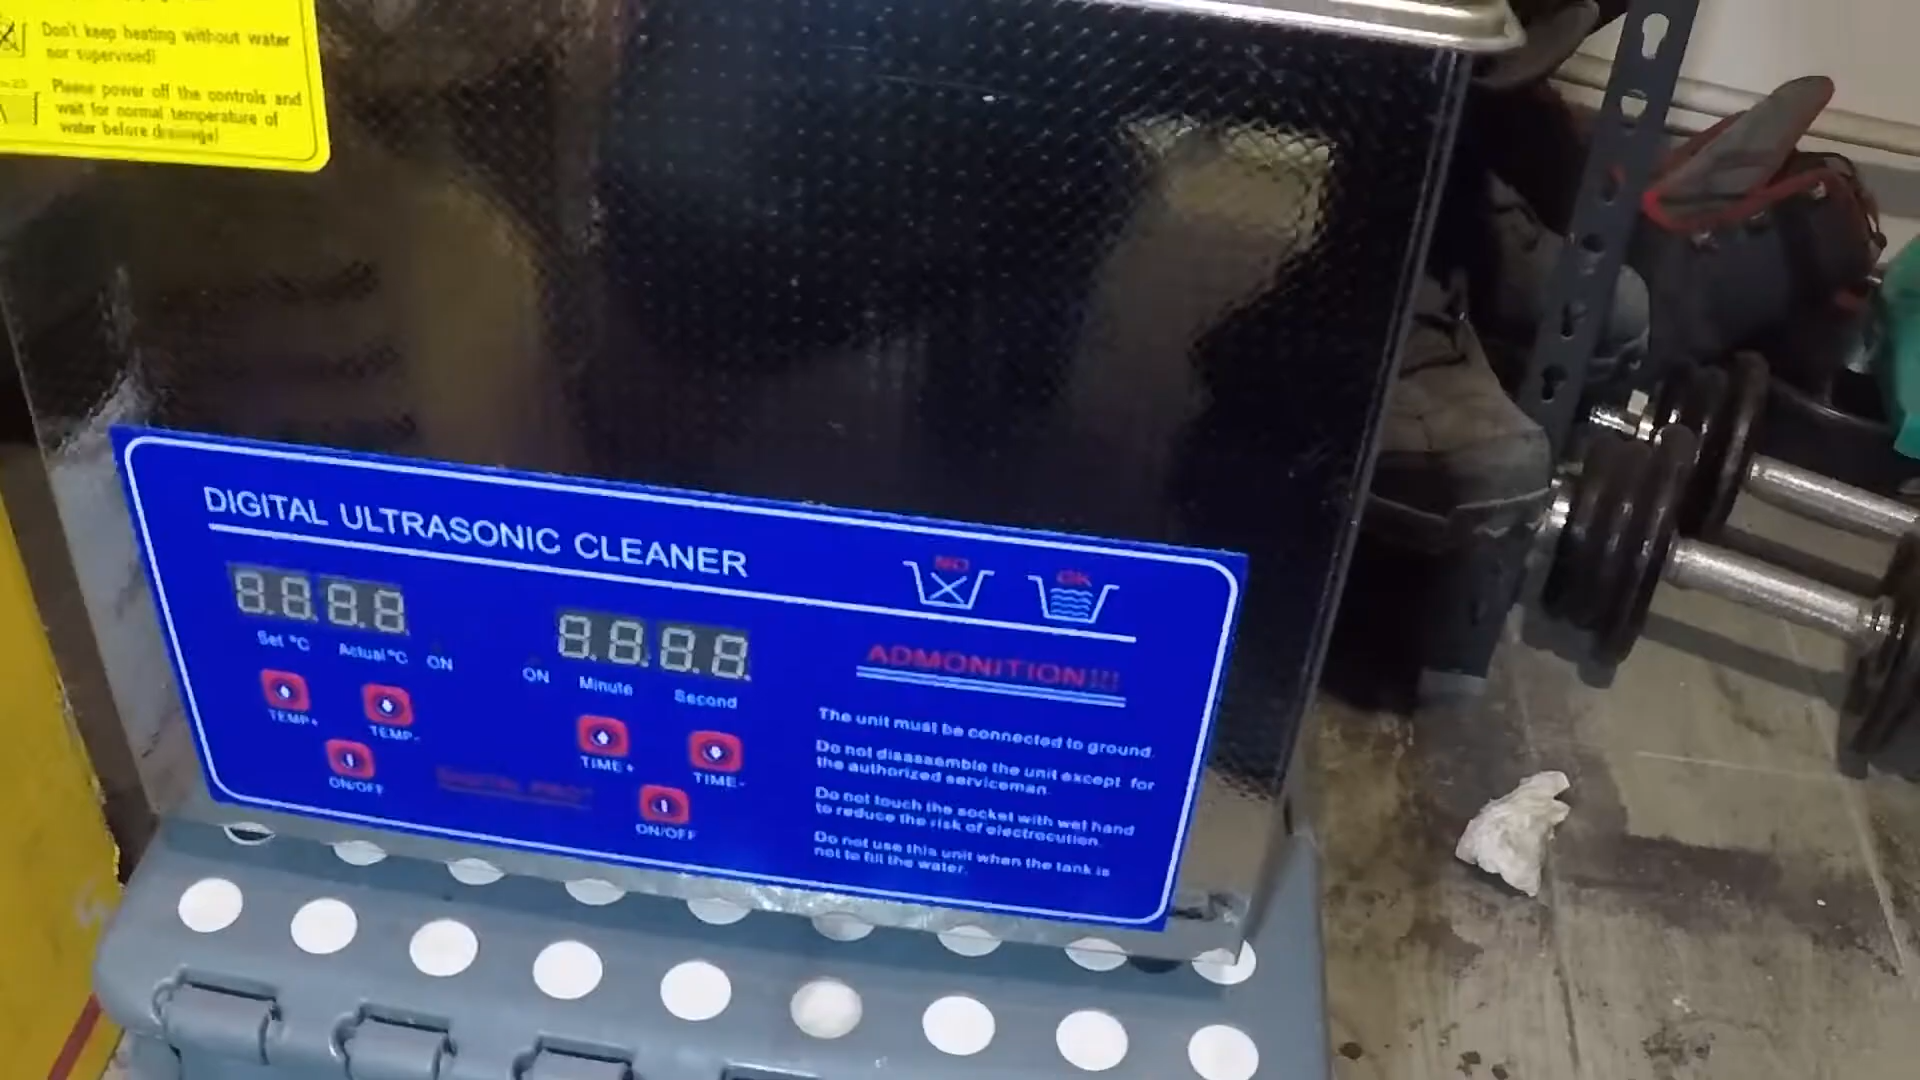 Don't keep heating without water
nor supervised!
Please power off the controls and
wait for normal temperature of
water before drainage!
DIGITAL ULTRASONIC CLEANER
NO
OK
8.8.8.8
8.8.8.8.
Set °C
Actual°C
ON
ON
Minute
Second
ADMONITION!!!
TEMP+
TEMP-
ON/OFF
TIME+
TIME-
ON/OFF
The unit must be connected to ground.
Do not disassemble the unit except for
the authorized serviceman.
Do not touch the socket with wet hand
to reduce the risk of electrocution.
Do not use this unit when the tank is
not to fill the water.